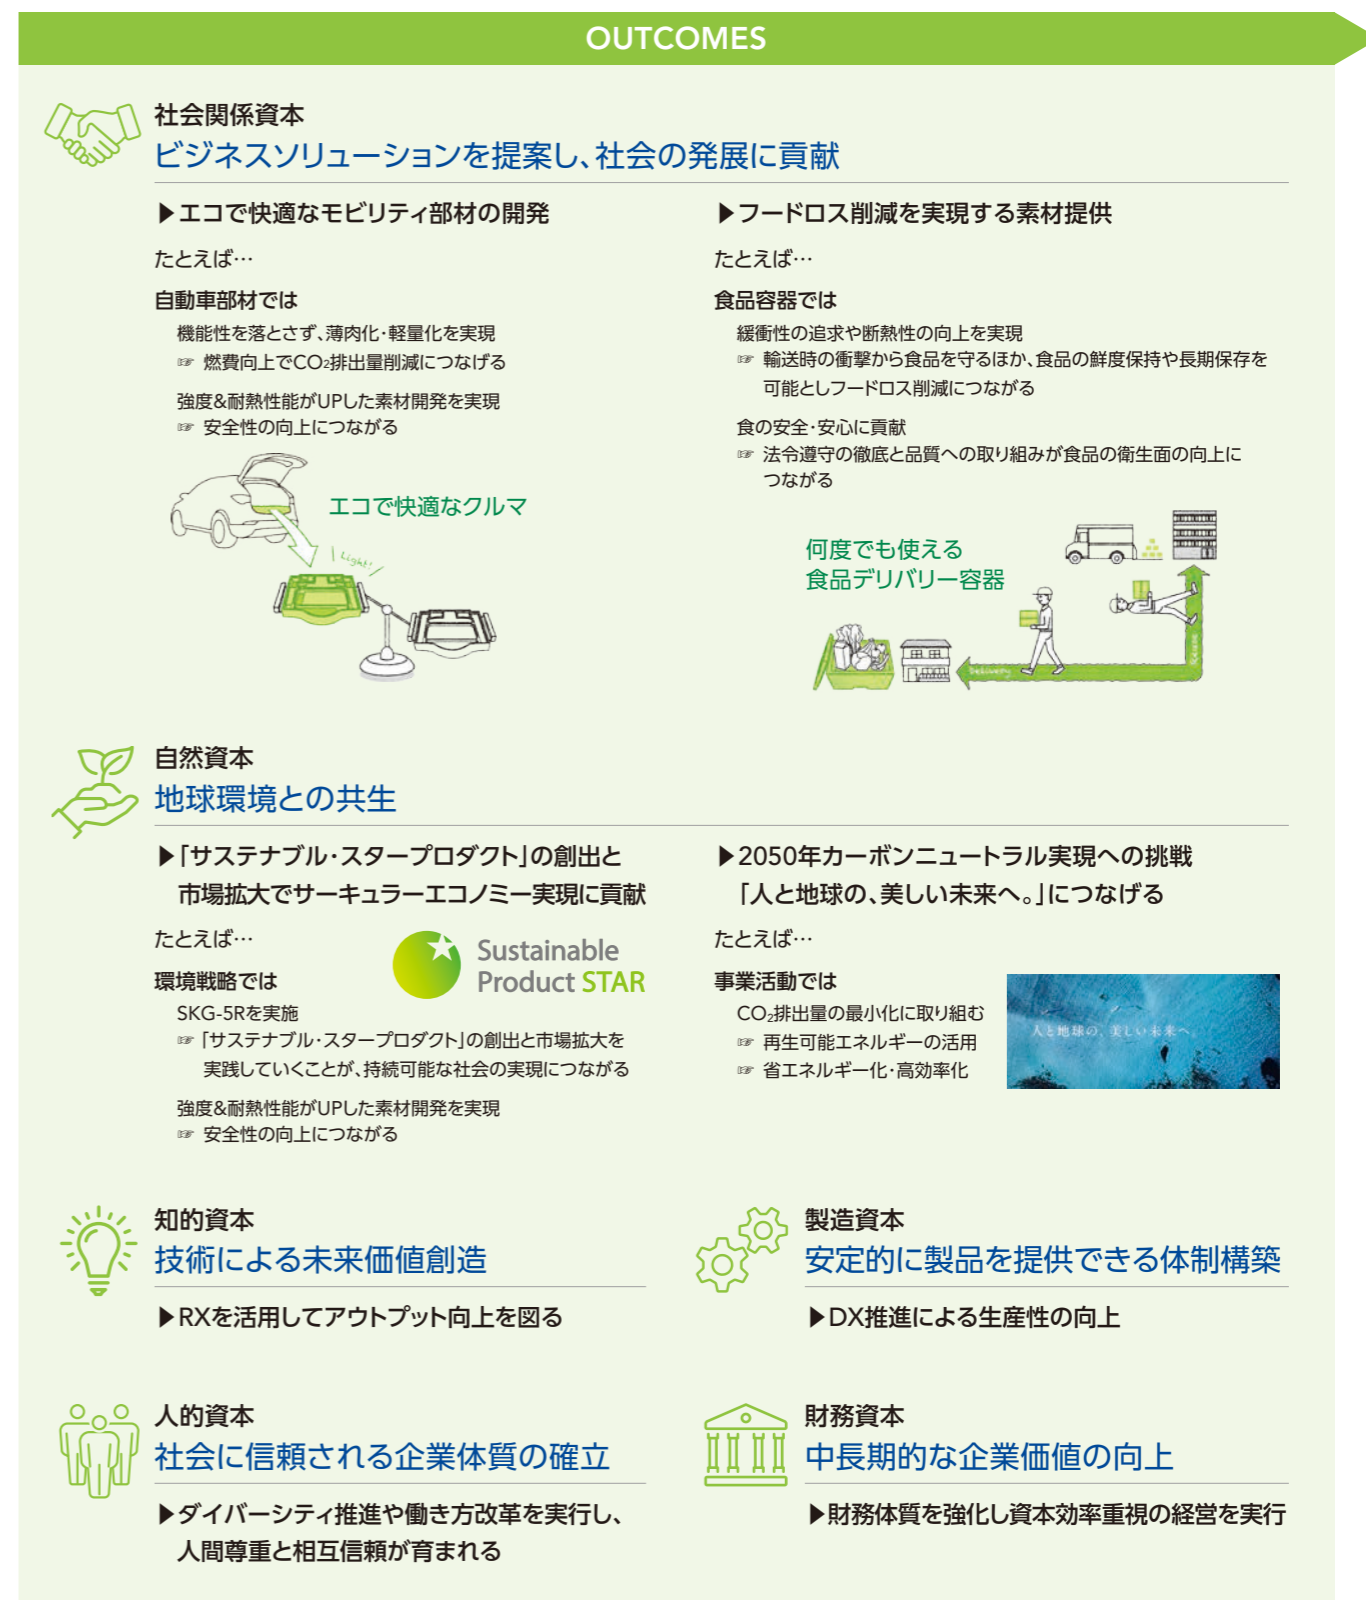 OUTCOMES
社会関係資本
ビジネスソリューションを提案し、社会の発展に貢献
▶エコで快適なモビリティ部材の開発
たとえば…
自動車部材では
機能性を落とさず、薄肉化・軽量化を実現
☞ 燃費向上でCO₂排出量削減につなげる
強度&耐熱性能がUPした素材開発を実現
☞ 安全性の向上につながる
エコで快適なクルマ
Light!
▶フードロス削減を実現する素材提供
たとえば…
食品容器では
緩衝性の追求や断熱性の向上を実現
☞ 輸送時の衝撃から食品を守るほか、食品の鮮度保持や長期保存を
可能としフードロス削減につながる
食の安全・安心に貢献
☞ 法令遵守の徹底と品質への取り組みが食品の衛生面の向上に
つながる
何度でも使える
食品デリバリー容器
Delivery
自然資本
地球環境との共生
▶「サステナブル・スタープロダクト」の創出と
市場拡大でサーキュラーエコノミー実現に貢献
たとえば…
Sustainable
Product STAR
環境戦略では
SKG-5Rを実施
☞「サステナブル・スタープロダクト」の創出と市場拡大を
実践していくことが、持続可能な社会の実現につながる
強度&耐熱性能がUPした素材開発を実現
☞ 安全性の向上につながる
▶2050年カーボンニュートラル実現への挑戦
「人と地球の、美しい未来へ。」につなげる
たとえば…
事業活動では
CO₂排出量の最小化に取り組む
☞ 再生可能エネルギーの活用
☞ 省エネルギー化・高効率化
人と地球の、美しい未来へ。
知的資本
技術による未来価値創造
▶RXを活用してアウトプット向上を図る
製造資本
安定的に製品を提供できる体制構築
▶DX推進による生産性の向上
人的資本
社会に信頼される企業体質の確立
▶ダイバーシティ推進や働き方改革を実行し、
人間尊重と相互信頼が育まれる
財務資本
中長期的な企業価値の向上
▶財務体質を強化し資本効率重視の経営を実行